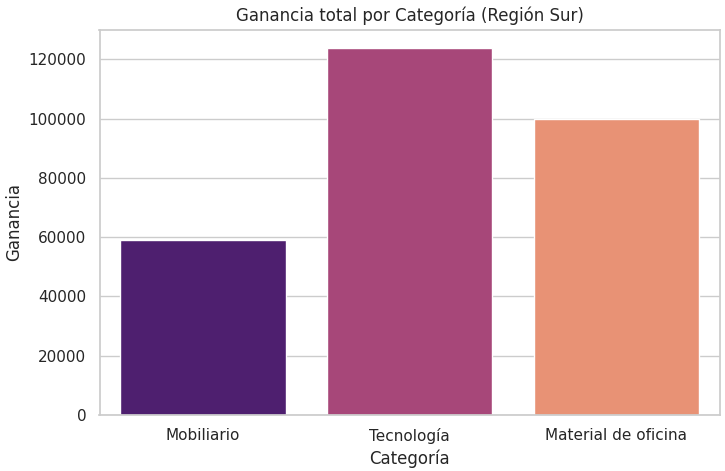 Ganancia total por Categoría (Región Sur)
Ganancia
120000
100000
80000
60000
40000
20000
0
Mobiliario
Tecnología
Material de oficina
Categoría